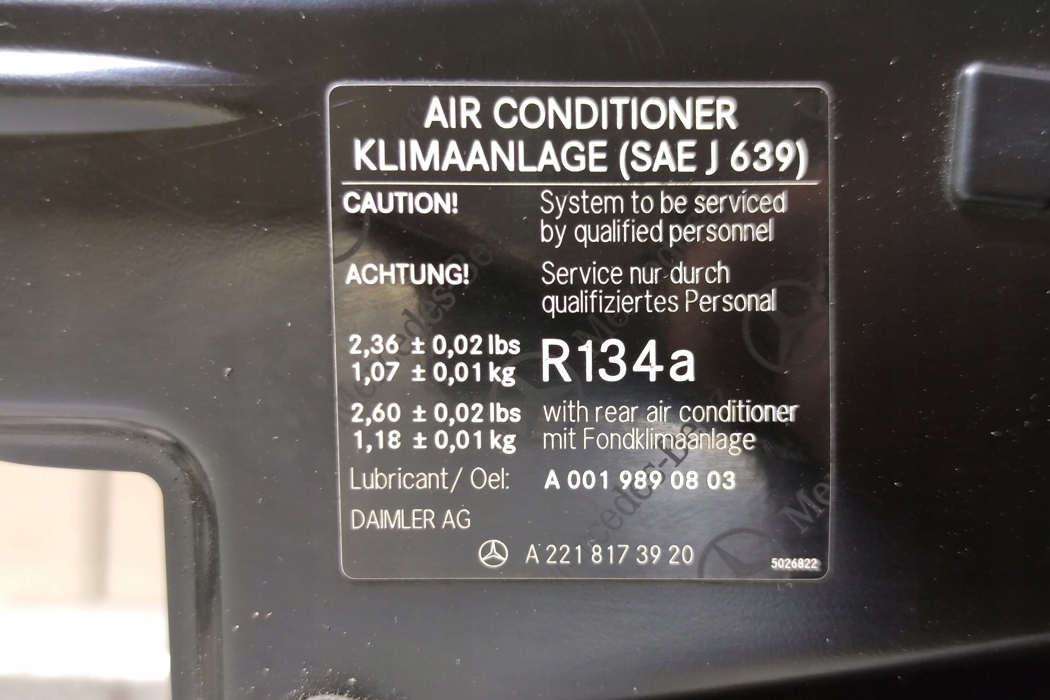 AIR CONDITIONER
KLIMAANLAGE (SAE J 639)
CAUTION! System to be serviced
by qualified personnel
ACHTUNG! Service nur durch
qualifiziertes Personal
2,36 ± 0,02 lbs R134a
1,07 ± 0,01 kg
2,60 ± 0,02 lbs with rear air conditioner
1,18 ± 0,01 kg mit Fondklimaanlage
Lubricant / Oel: A 001 989 08 03
DAIMLER AG
A 221 817 39 20
5026822